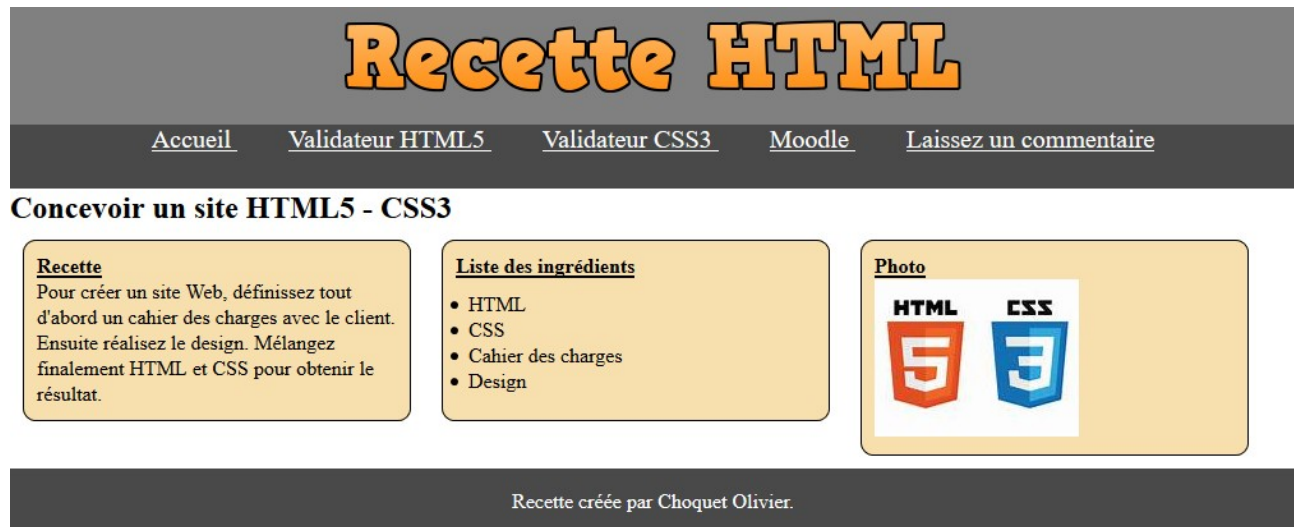 Recette HTML
Accueil Validateur HTML5 Validateur CSS3 Moodle Laissez un commentaire
Concevoir un site HTML5 - CSS3
Recette
Pour créer un site Web, définissez tout
d'abord un cahier des charges avec le client.
Ensuite réalisez le design. Mélangez
finalement HTML et CSS pour obtenir le
résultat.
Liste des ingrédients
• HTML
• CSS
• Cahier des charges
• Design
Photo
HTML CSS
5 3
Recette créée par Choquet Olivier.